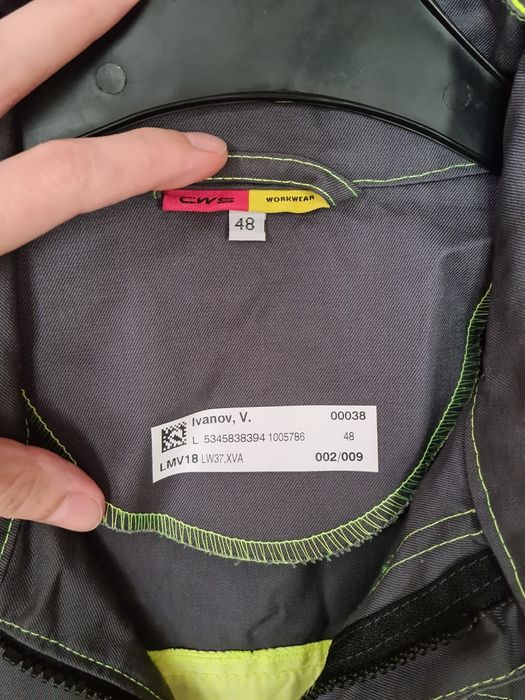 CWS WORKWEAR
48
Ivanov, V. 00038
L 5345838394 1005786 48
LMV18 LW37,XVA 002/009